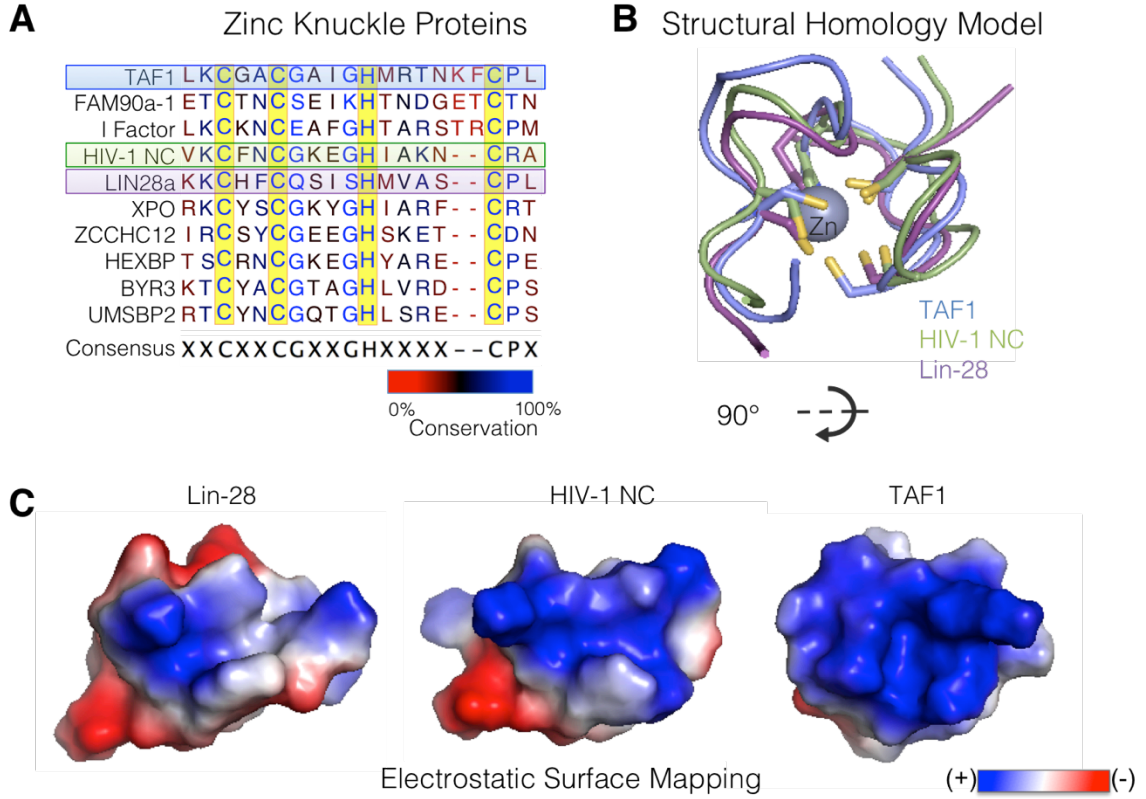 A
Zinc Knuckle Proteins
TAF1 LKCGACGAIGHMRTNKFCPL
FAM90a-1 ETCTNCSEIKHTNDGETCTN
I Factor LKCKNCEAFGHTARSTRCPM
HIV-1 NC VKCFNCGKEGHIAKN--CRA
LIN28a KKCHFCQSISHMVAS--CPL
XPO RKCYSCGKYGHIARF--CRT
ZCCHC12 IRCSYCGEEGHSKET--CDN
HEXBP TSCRNCGKEGHYARE--CPE
BYR3 KTCYACGTAGHLVRD--CPS
UMSBP2 RTCYNCGQTGHLSRE--CPS
Consensus XXCXXCGXXGHXXXX--CPX
0% 100%
Conservation
B
Structural Homology Model
Zn
TAF1
HIV-1 NC
Lin-28
90°
C
Lin-28 HIV-1 NC TAF1
Electrostatic Surface Mapping
(+) (-)